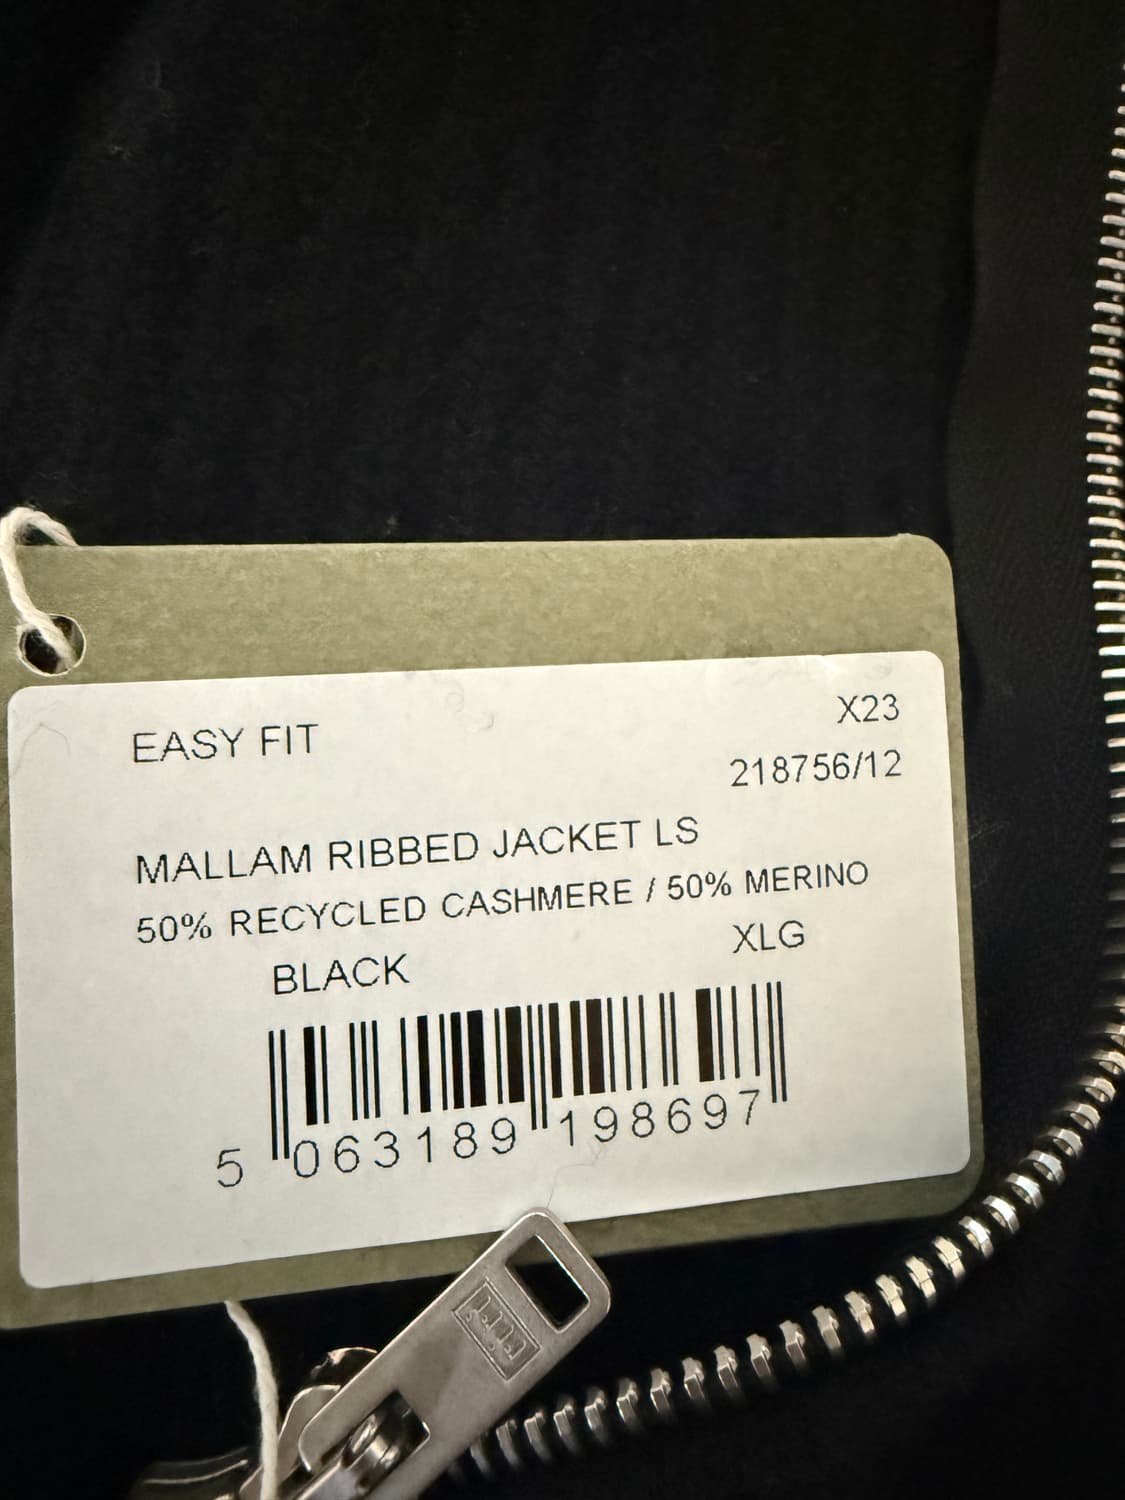 EASY FIT
X23
218756/12
MALLAM RIBBED JACKET LS
50% RECYCLED CASHMERE / 50% MERINO
BLACK XLG
5 063189 198697